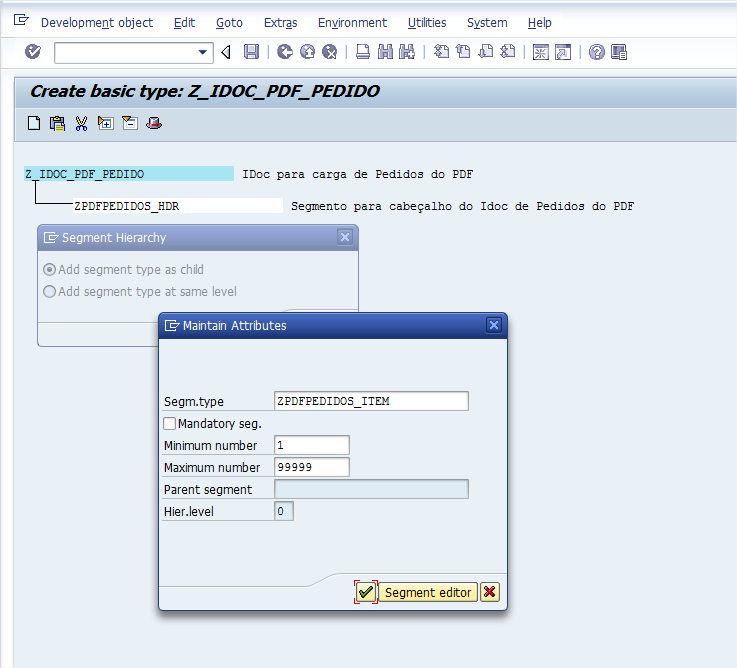 Development object Edit Goto Extras Environment Utilities System Help
Create basic type: Z_IDOC_PDF_PEDIDO
Z_IDOC_PDF_PEDIDO IDoc para carga de Pedidos do PDF
ZPDFPEDIDOS_HDR Segmento para cabeçalho do Idoc de Pedidos do PDF
Segment Hierarchy
Add segment type as child
Add segment type at same level
Maintain Attributes
Segm.type ZPDFPEDIDOS_ITEM
Mandatory seg.
Minimum number 1
Maximum number 99999
Parent segment
Hier.level 0
Segment editor